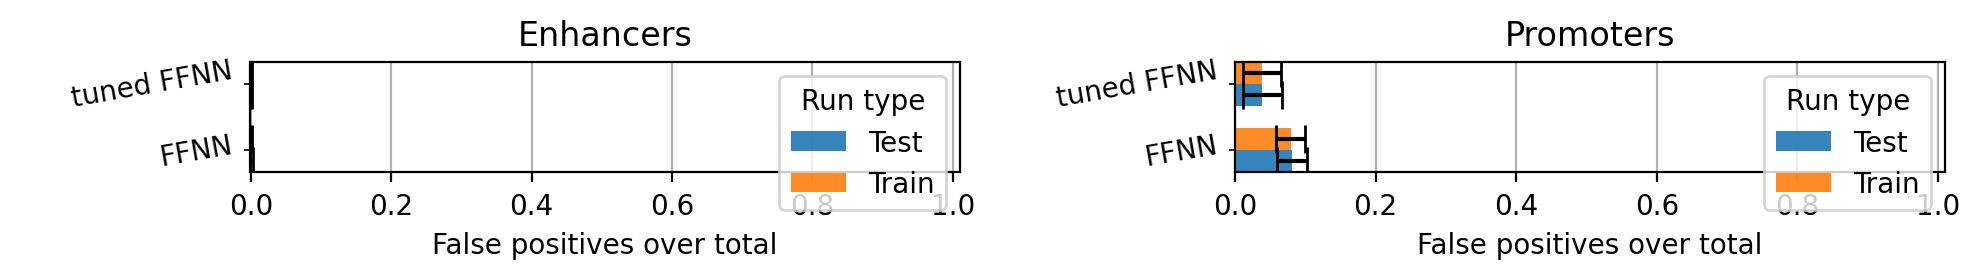 Enhancers
tuned FFNN
FFNN
Run type
Test
Train
0.0 0.2 0.4 0.6 0.8 1.0
False positives over total
Promoters
tuned FFNN
FFNN
Run type
Test
Train
0.0 0.2 0.4 0.6 0.8 1.0
False positives over total